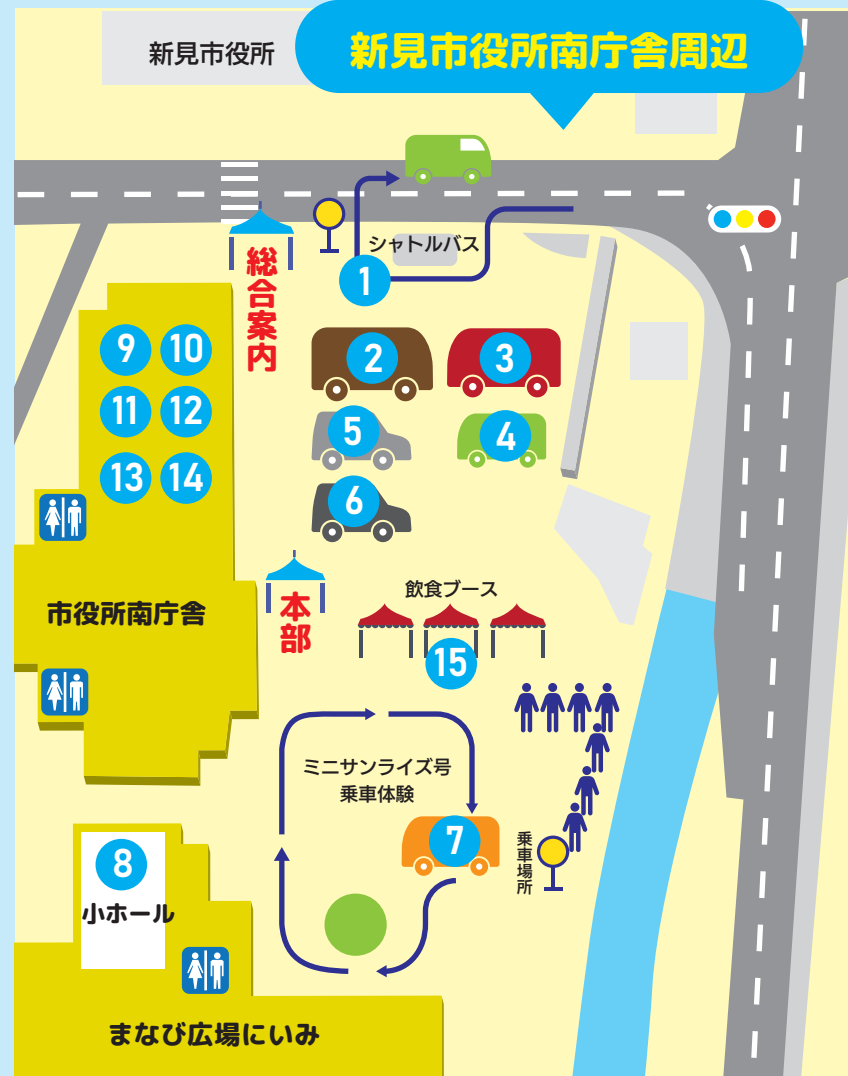 新見市役所
新見市役所南庁舎周辺
シャトルバス
1
総合案内
2
3
9
10
11
12
5
4
13
14
6
飲食ブース
本部
市役所南庁舎
15
ミニサンライズ号
乗車体験
7
乗車場所
8
小ホール
まなび広場にいみ